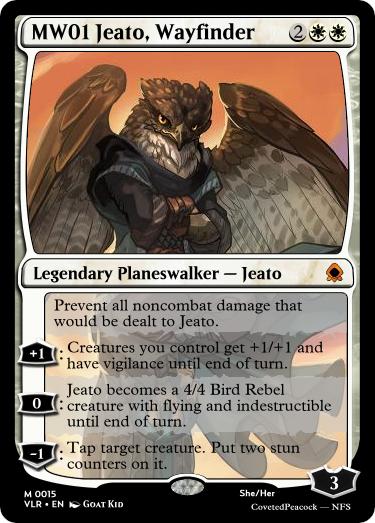 MW01 Jeato, Wayfinder 2
Legendary Planeswalker — Jeato
Prevent all noncombat damage that
would be dealt to Jeato.
+1: Creatures you control get +1/+1 and
have vigilance until end of turn.
0: Jeato becomes a 4/4 Bird Rebel
creature with flying and indestructible
until end of turn.
-1: Tap target creature. Put two stun
counters on it.
3
M 0015
She/Her
VLR • EN Goat Kid
CovetedPeacock — NFS